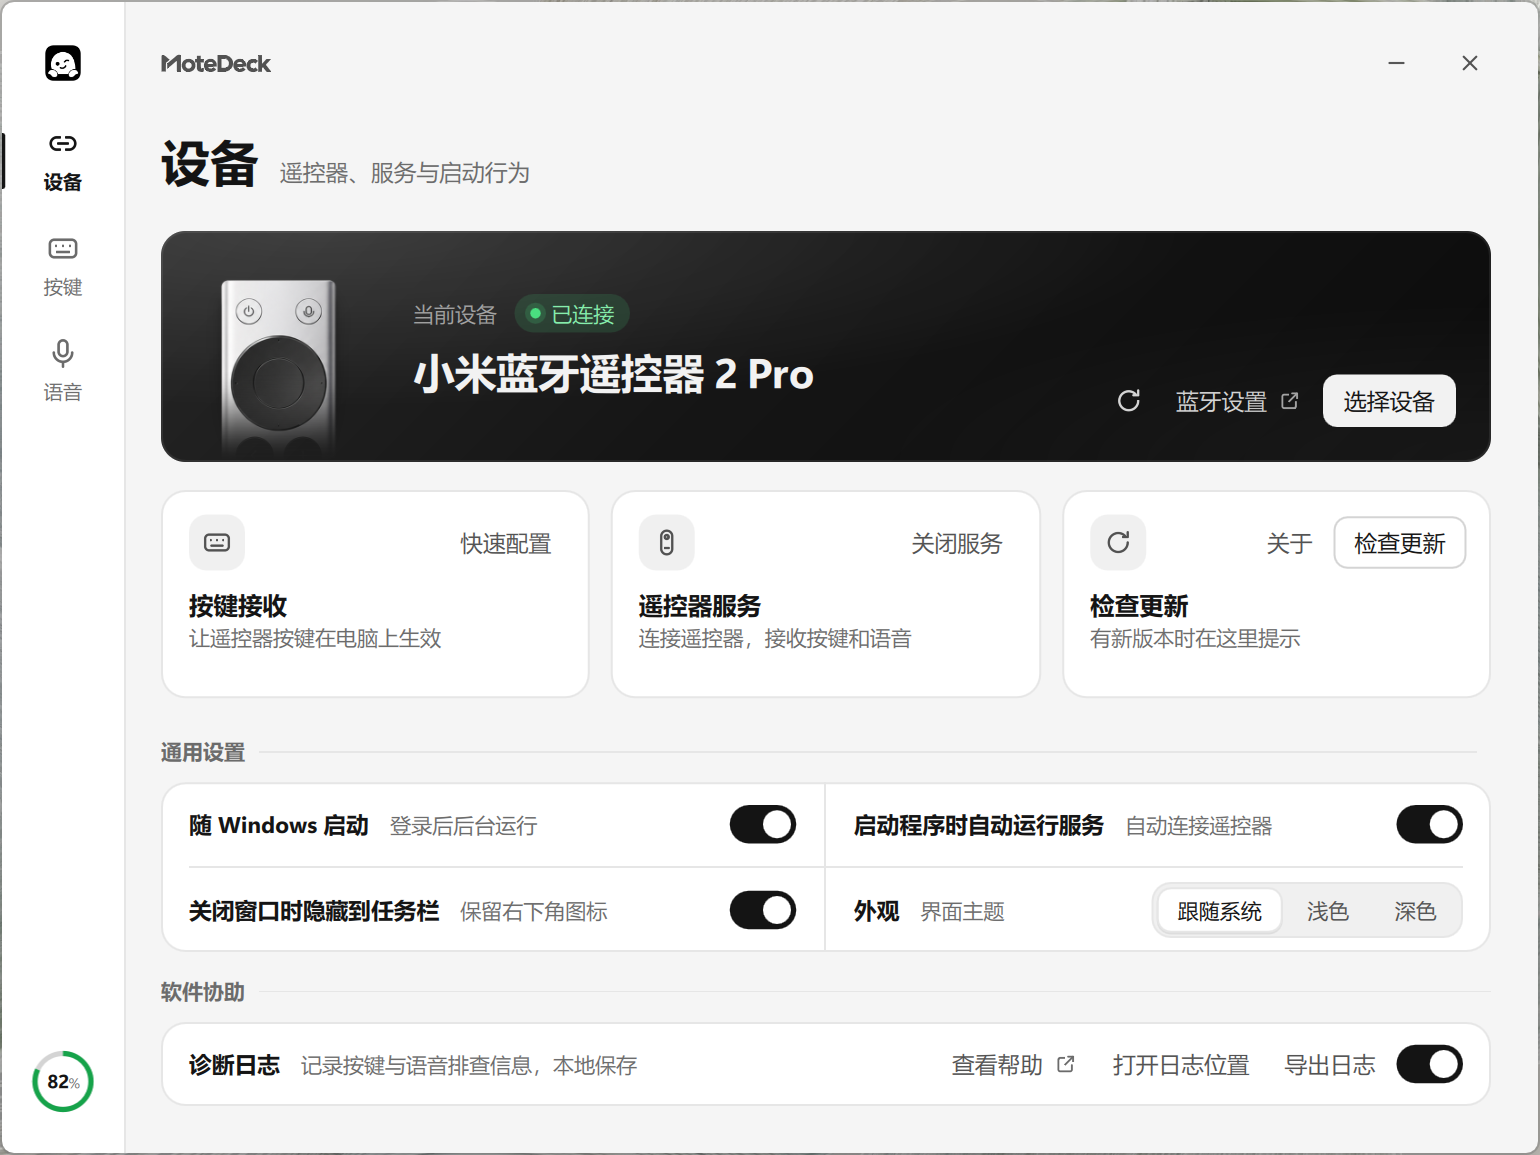 MoteDeck
设备
按键
语音
82%
设备 遥控器、服务与启动行为
当前设备 已连接
小米蓝牙遥控器 2 Pro
蓝牙设置 选择设备
快速配置
按键接收
让遥控器按键在电脑上生效
关闭服务
遥控器服务
连接遥控器，接收按键和语音
关于 检查更新
检查更新
有新版本时在这里提示
通用设置
随 Windows 启动 登录后后台运行
启动程序时自动运行服务 自动连接遥控器
关闭窗口时隐藏到任务栏 保留右下角图标
外观 界面主题 跟随系统 浅色 深色
软件协助
诊断日志 记录按键与语音排查信息，本地保存 查看帮助 打开日志位置 导出日志